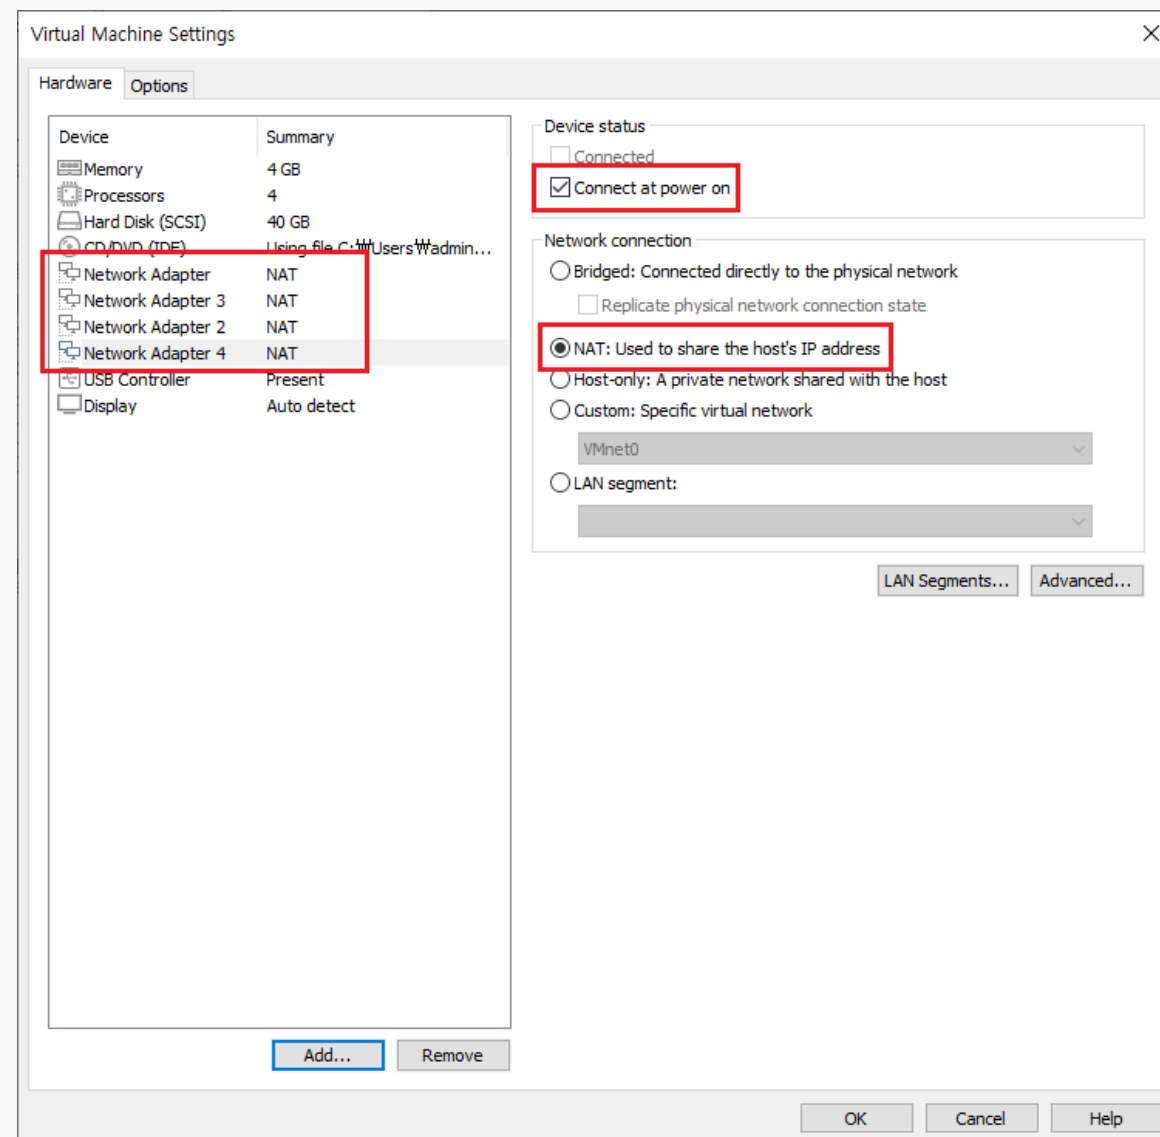 Virtual Machine Settings
Hardware
Options
Device Summary
Memory 4 GB
Processors 4
Hard Disk (SCSI) 40 GB
CD/DVD (IDE) Using file C:₩Users₩admin...
Network Adapter NAT
Network Adapter 3 NAT
Network Adapter 2 NAT
Network Adapter 4 NAT
USB Controller Present
Display Auto detect
Add...
Remove
Device status
Connected
Connect at power on
Network connection
Bridged: Connected directly to the physical network
Replicate physical network connection state
NAT: Used to share the host's IP address
Host-only: A private network shared with the host
Custom: Specific virtual network
VMnet0
LAN segment:
LAN Segments...
Advanced...
OK
Cancel
Help